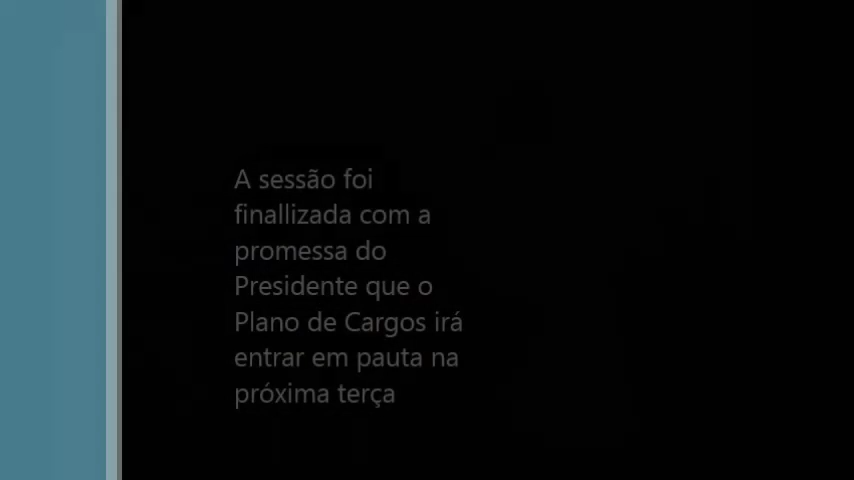 A sessão foi
finallizada com a
promessa do
Presidente que o
Plano de Cargos irá
entrar em pauta na
próxima terça